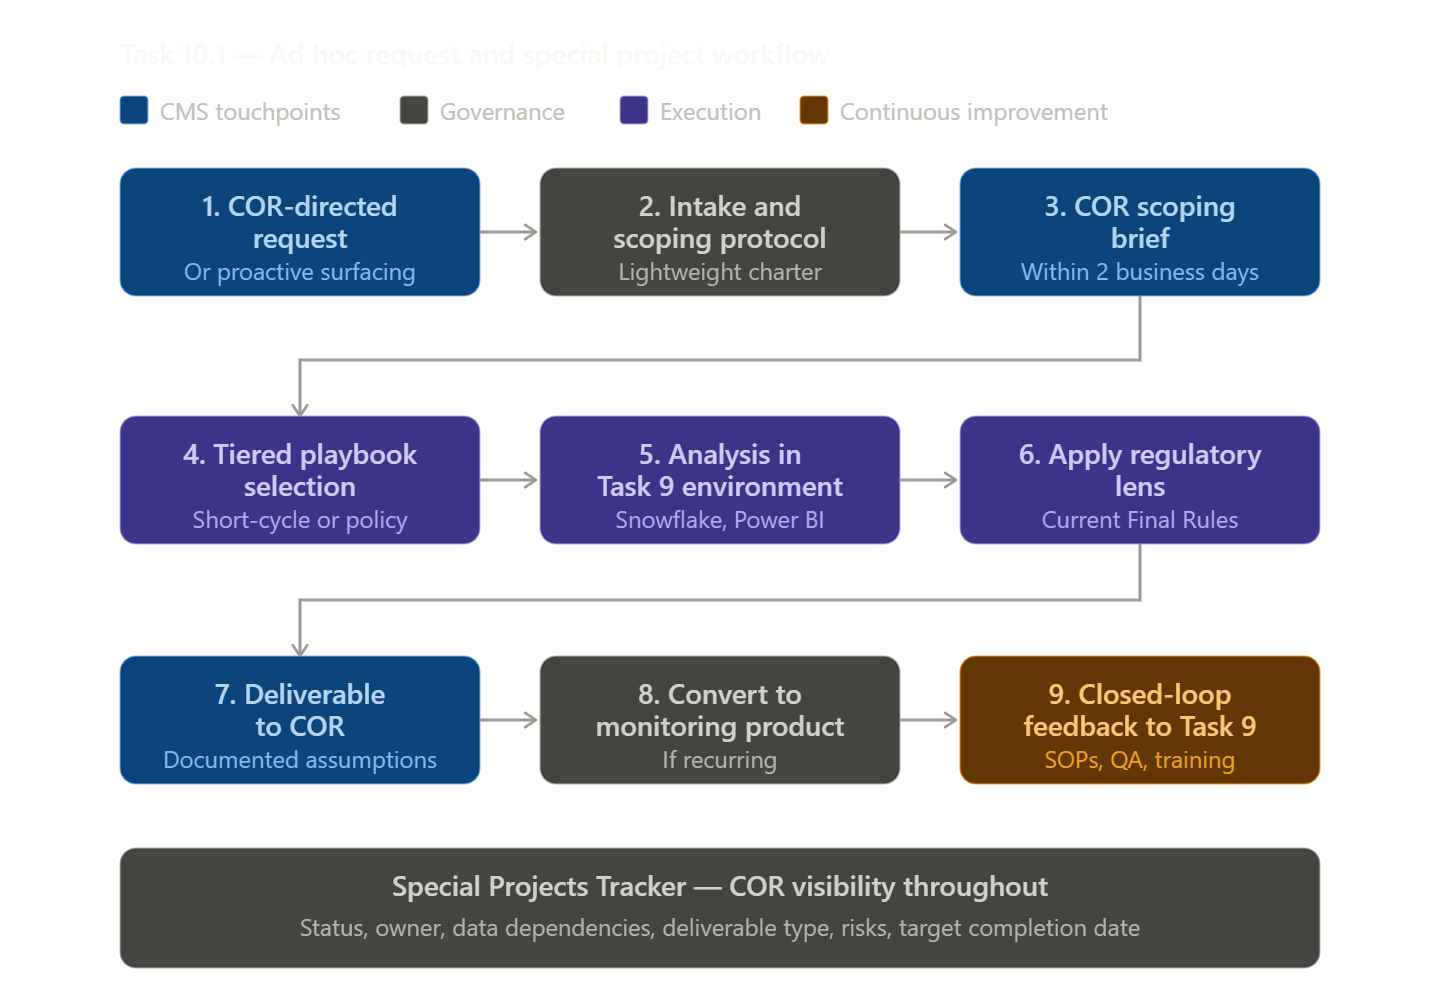 Task 10.1 — Ad hoc request and special project workflow
CMS touchpoints
Governance
Execution
Continuous improvement
1. COR-directed
request
Or proactive surfacing
2. Intake and
scoping protocol
Lightweight charter
3. COR scoping
brief
Within 2 business days
4. Tiered playbook
selection
Short-cycle or policy
5. Analysis in
Task 9 environment
Snowflake, Power BI
6. Apply regulatory
lens
Current Final Rules
7. Deliverable
to COR
Documented assumptions
8. Convert to
monitoring product
If recurring
9. Closed-loop
feedback to Task 9
SOPs, QA, training
Special Projects Tracker — COR visibility throughout
Status, owner, data dependencies, deliverable type, risks, target completion date